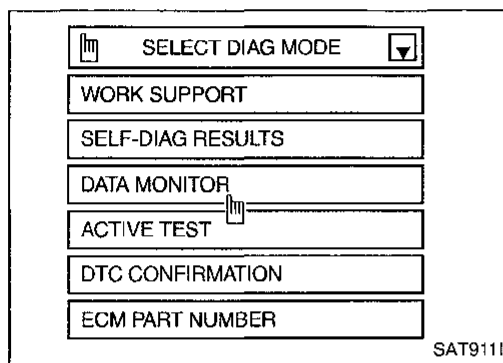 SELECT DIAG MODE
WORK SUPPORT
SELF-DIAG RESULTS
DATA MONITOR
ACTIVE TEST
DTC CONFIRMATION
ECM PART NUMBER